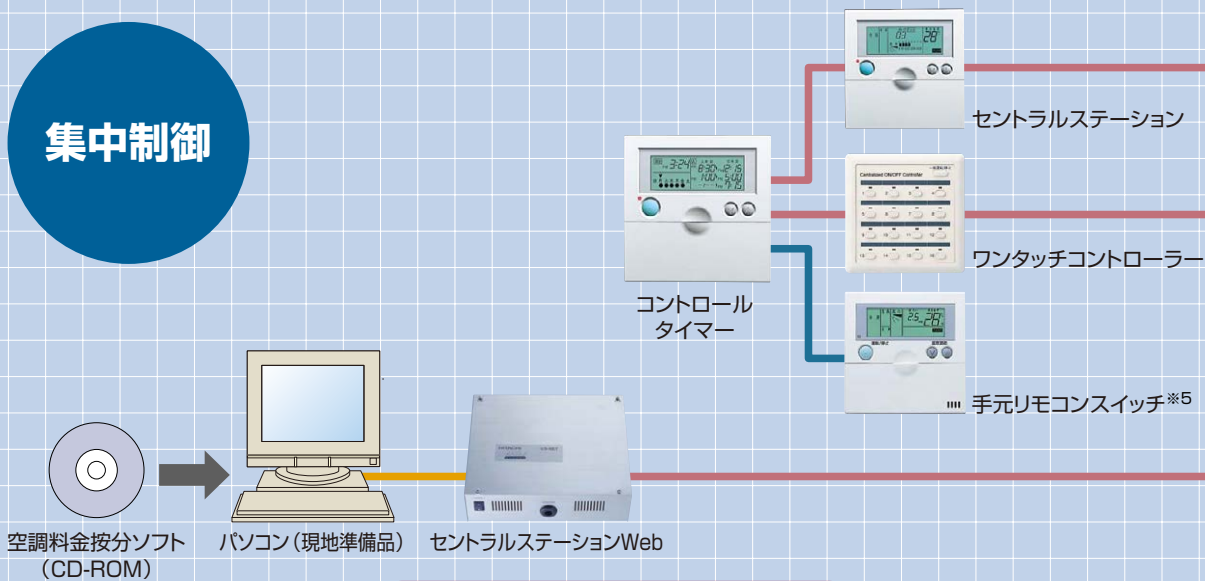 集中制御
セントラルステーション
Centralized ON/OFF Controller
ワンタッチコントローラー
コントロール
タイマー
手元リモコンスイッチ※5
空調料金按分ソフト
(CD-ROM)
パソコン(現地準備品)
セントラルステーションWeb